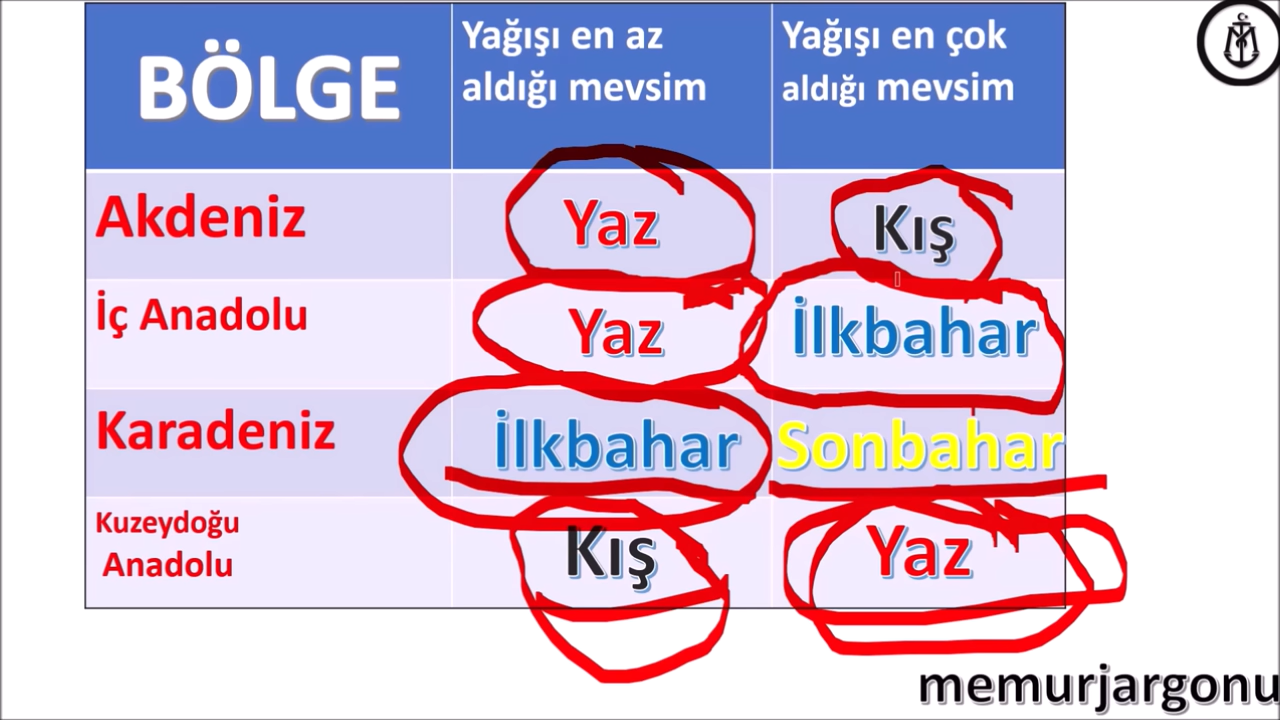 BÖLGE
Yağışı en az
aldığı mevsim
Yağışı en çok
aldığı mevsim
Akdeniz
Yaz
Kış
İç Anadolu
Yaz
İlkbahar
Karadeniz
İlkbahar
Sonbahar
Kuzeydoğu
Anadolu
Kış
Yaz
memurjargonu